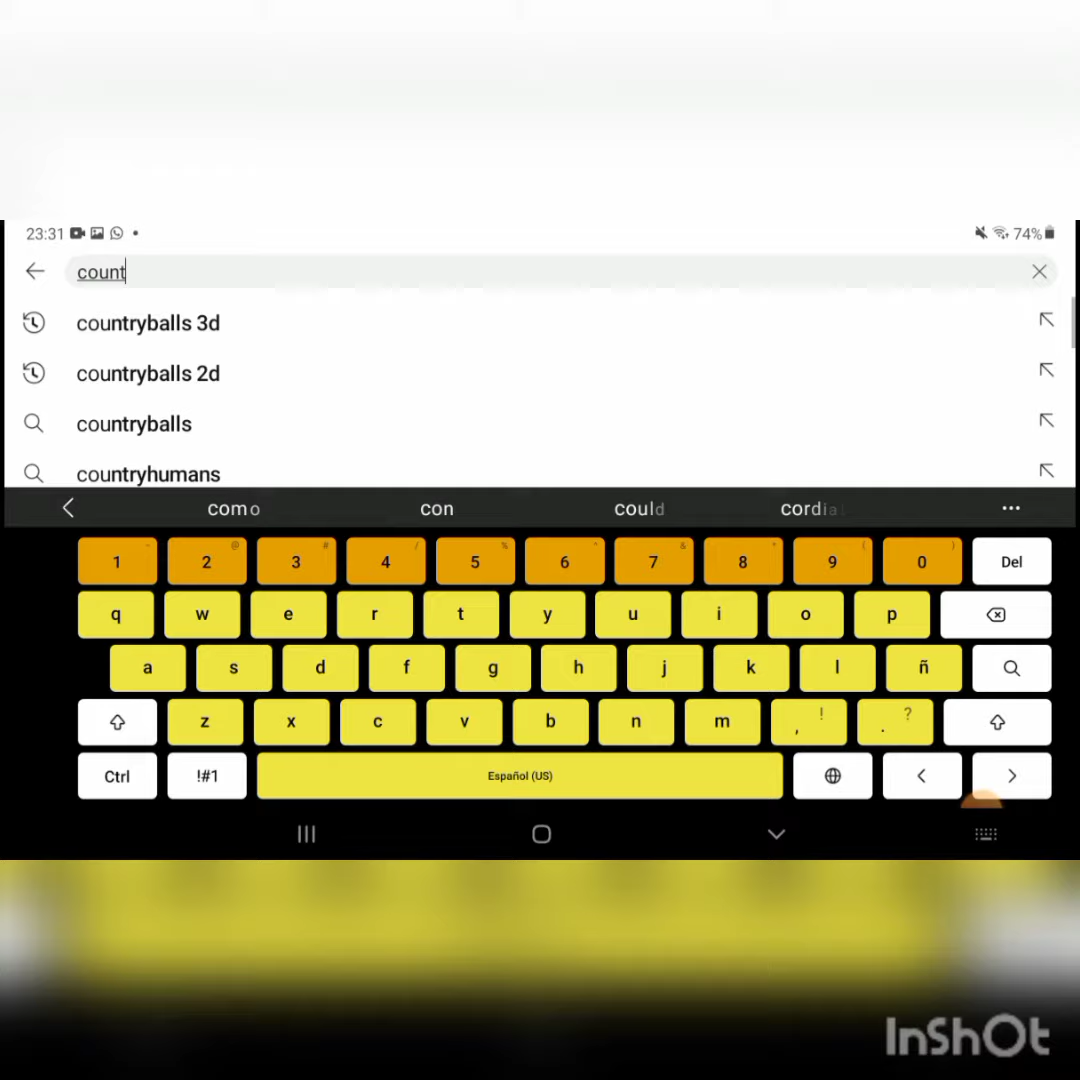 23:31 74%
count
countryballs 3d
countryballs 2d
countryballs
countryhumans
como con could cordial
1 2 @ 3 # 4 / 5 % 6 ^ 7 & 8 * 9 ( 0 ) Del
q w e r t y u i o p
a s d f g h j k l ñ
z x c v b n m , ! . ?
Ctrl !#1 Español (US)
InShOt